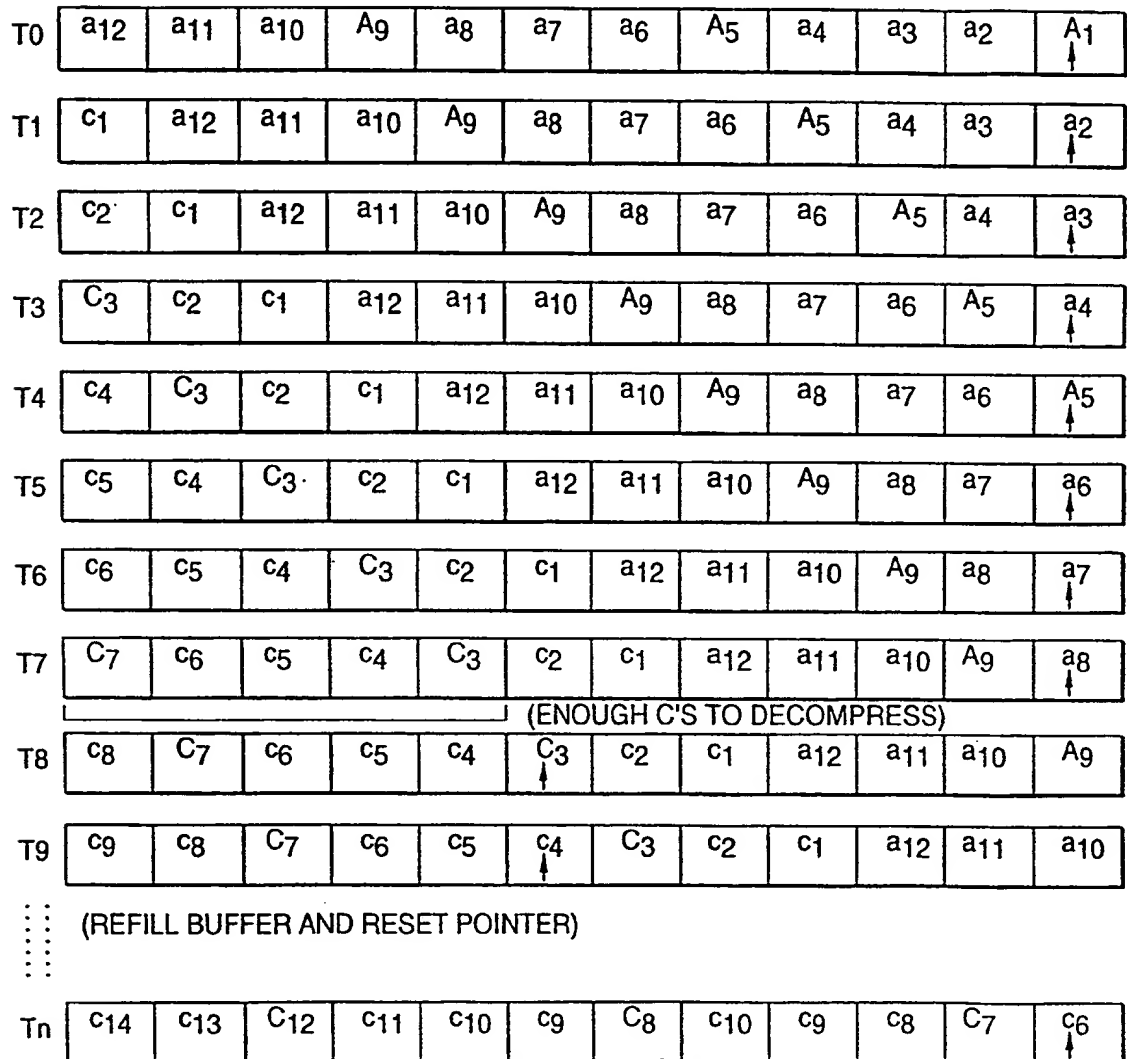 T0 a12 a11 a10 A9 a8 a7 a6 A5 a4 a3 a2 A1
T1 c1 a12 a11 a10 A9 a8 a7 a6 A5 a4 a3 a2
T2 c2 c1 a12 a11 a10 A9 a8 a7 a6 A5 a4 a3
T3 C3 c2 c1 a12 a11 a10 A9 a8 a7 a6 A5 a4
T4 c4 C3 c2 c1 a12 a11 a10 A9 a8 a7 a6 A5
T5 c5 c4 C3 c2 c1 a12 a11 a10 A9 a8 a7 a6
T6 c6 c5 c4 C3 c2 c1 a12 a11 a10 A9 a8 a7
T7 C7 c6 c5 c4 C3 c2 c1 a12 a11 a10 A9 a8
(ENOUGH C'S TO DECOMPRESS)
T8 c8 C7 c6 c5 c4 C3 c2 c1 a12 a11 a10 A9
T9 c9 c8 C7 c6 c5 c4 C3 c2 c1 a12 a11 a10
(REFILL BUFFER AND RESET POINTER)
Tn c14 c13 C12 c11 c10 c9 C8 c10 c9 c8 C7 c6